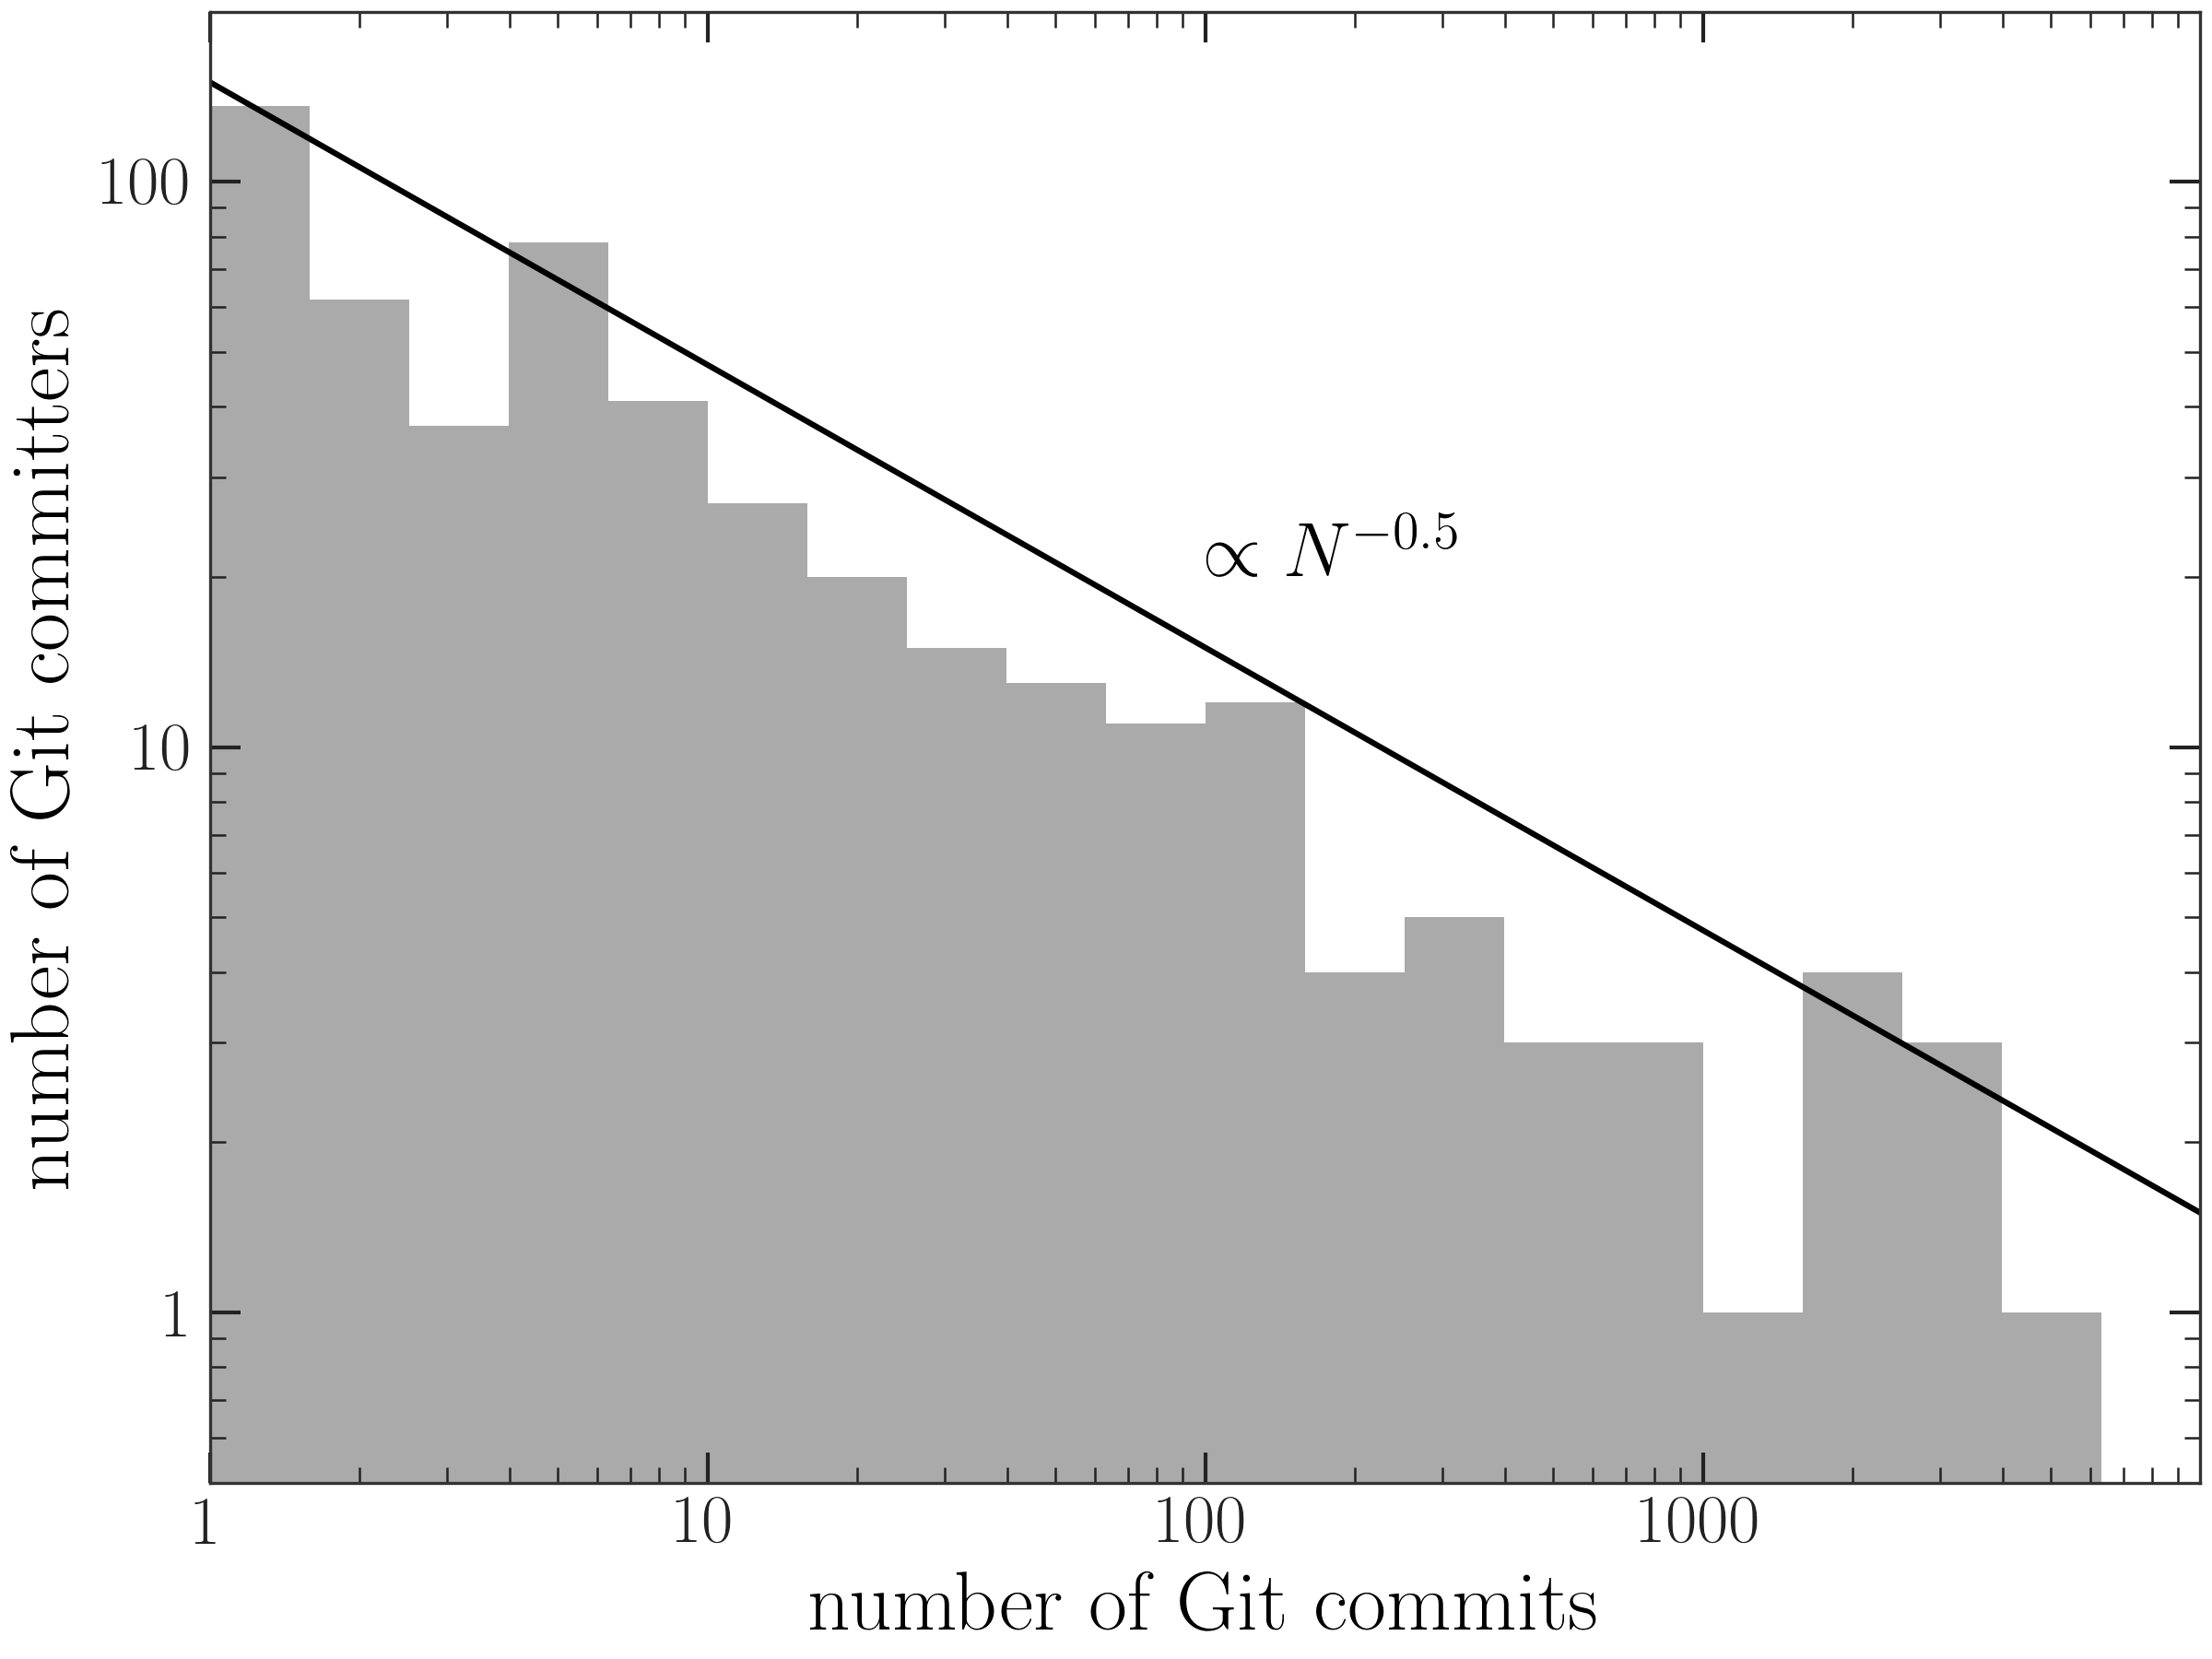 number of Git committers
100
10
1
∝ N^−0.5
1 10 100 1000
number of Git commits